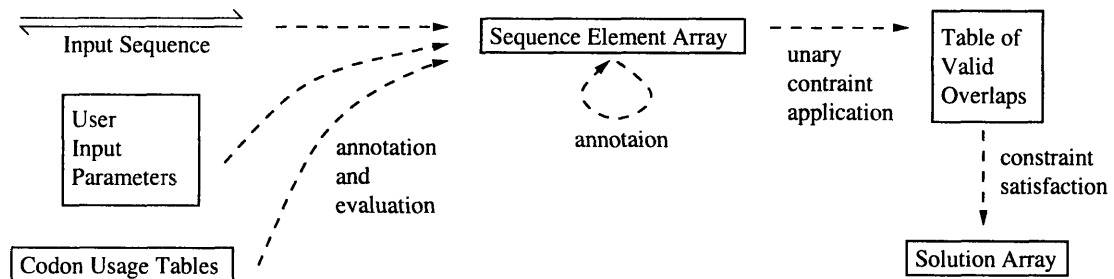 Input Sequence
User
Input
Parameters
Codon Usage Tables
annotation
and
evaluation
Sequence Element Array
annotaion
unary
contraint
application
Table of
Valid
Overlaps
constraint
satisfaction
Solution Array